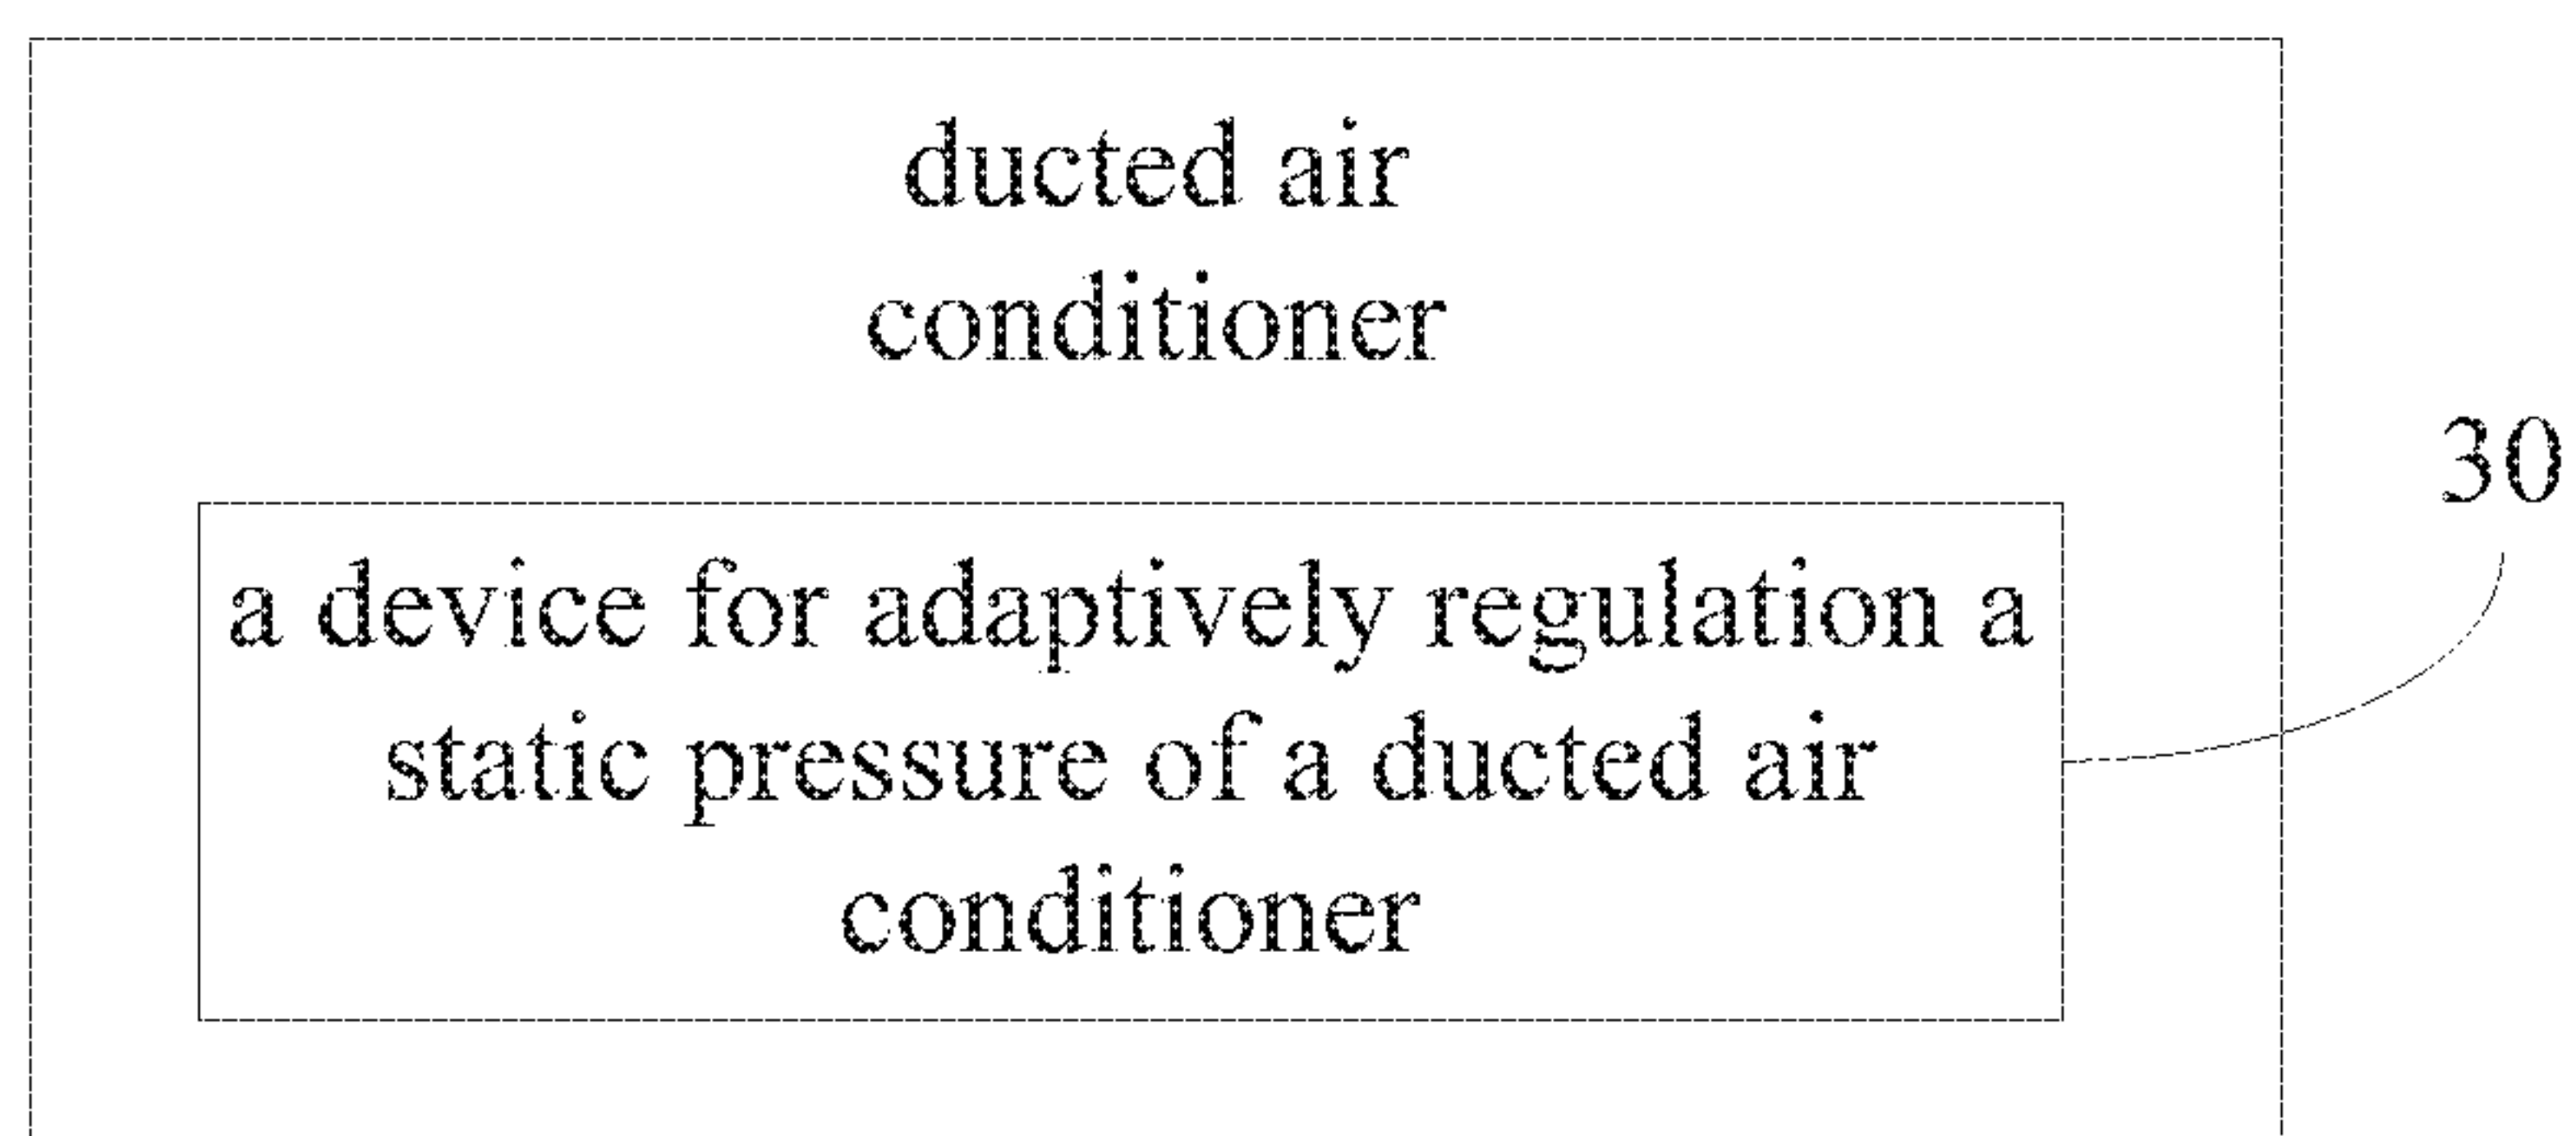 ducted air
conditioner
30
a device for adaptively regulation a
static pressure of a ducted air
conditioner